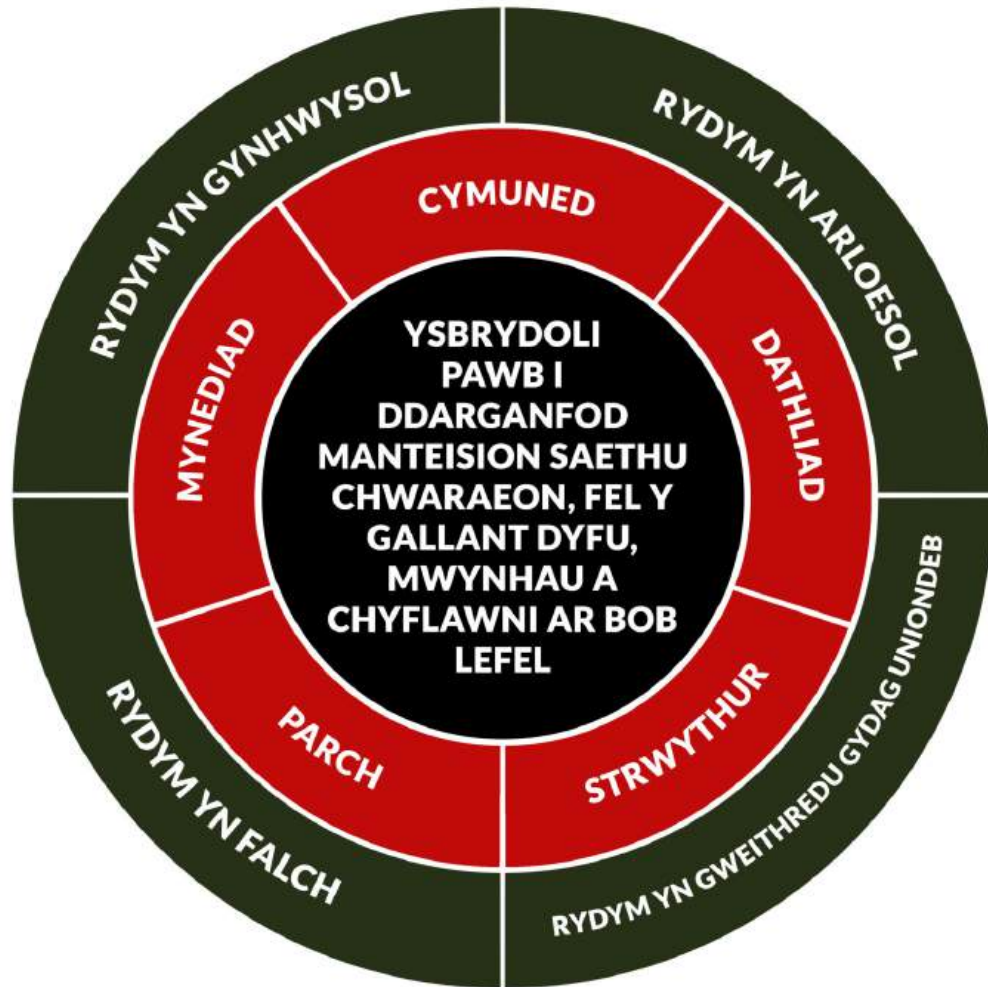 RYDYM YN GYNHWYSOL
RYDYM YN ARLOESOL
CYMUNED
MYNEDIAD
DATHLIAD
YSBRYDOLI
PAWB I
DDARGANFOD
MANTEISION SAETHU
CHWARAEON, FEL Y
GALLANT DYFU,
MWYNHAU A
CHYFLAWNI AR BOB
LEFEL
PARCH
STRWYTHUR
RYDYM YN FALCH
RYDYM YN GWEITHREDU GYDAG UNIONDEB